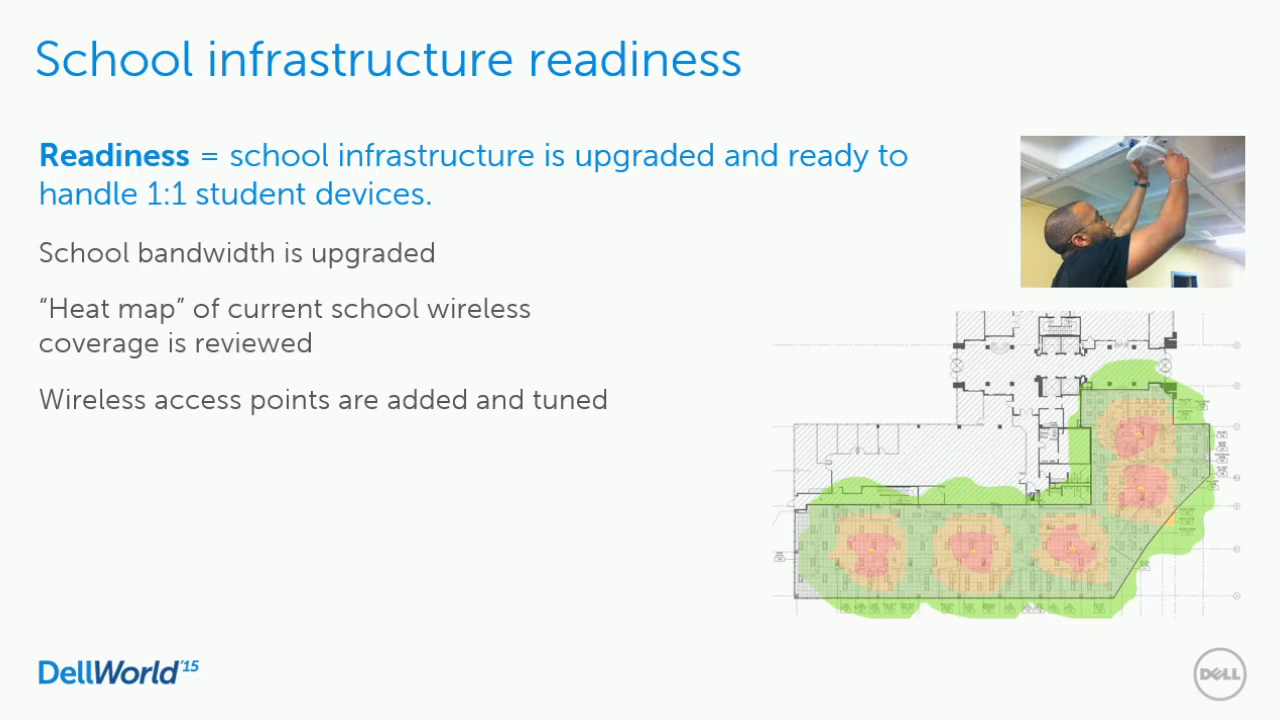 School infrastructure readiness
Readiness = school infrastructure is upgraded and ready to
handle 1:1 student devices.
School bandwidth is upgraded
“Heat map” of current school wireless
coverage is reviewed
Wireless access points are added and tuned
DellWorld'15
DELL